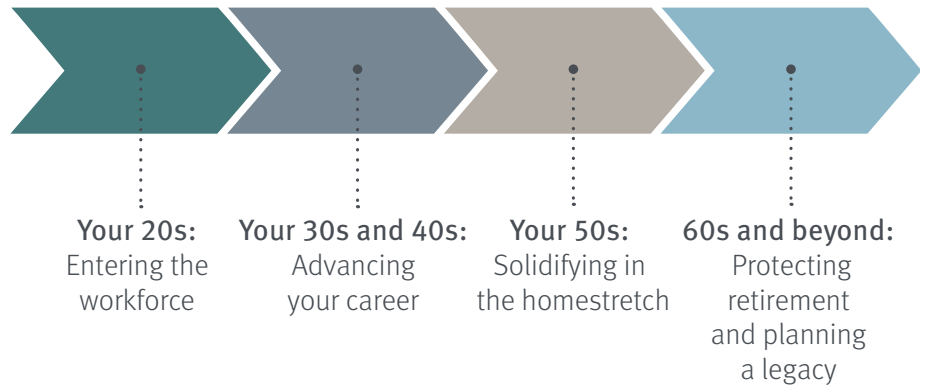 Your 20s:
Entering the
workforce
Your 30s and 40s:
Advancing
your career
Your 50s:
Solidifying in
the homestretch
60s and beyond:
Protecting
retirement
and planning
a legacy